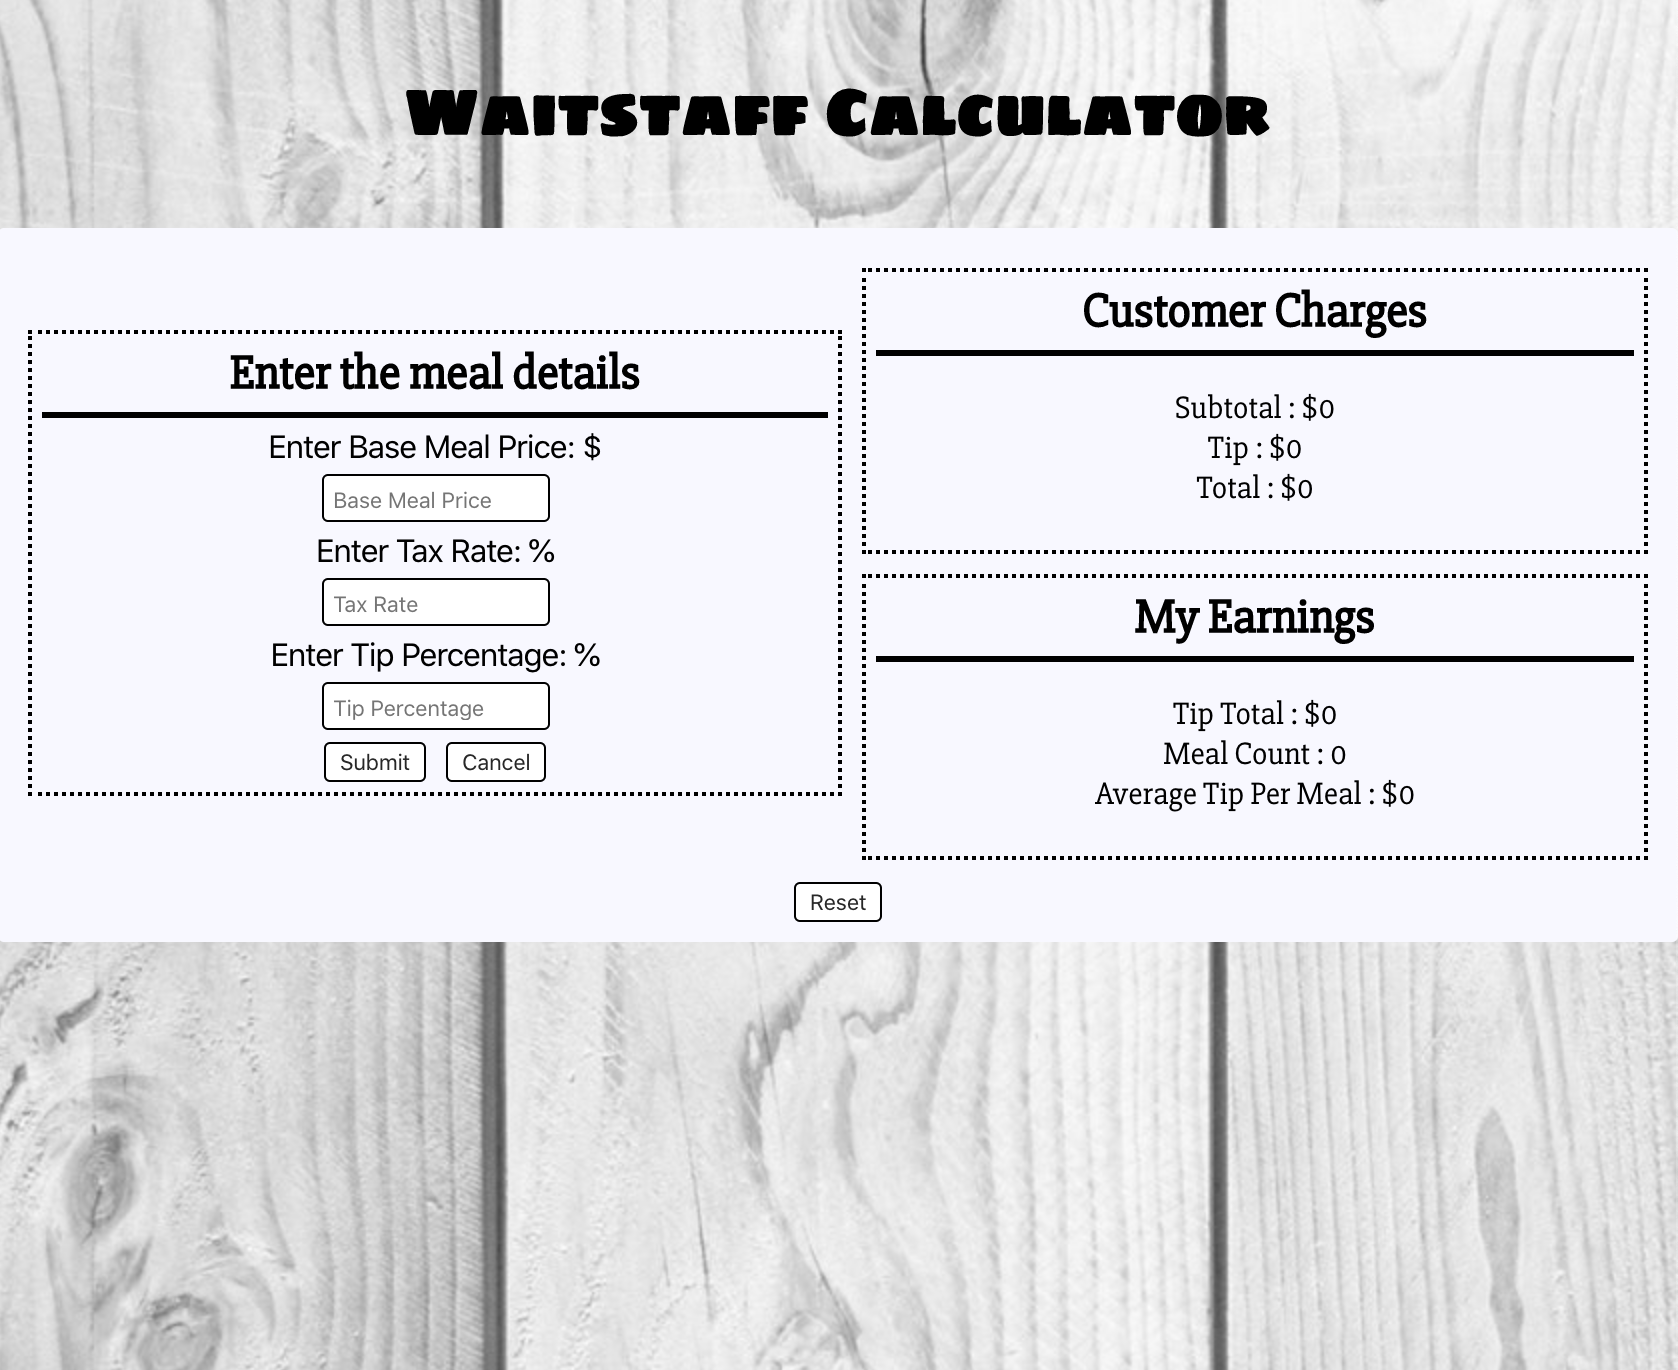 Waitstaff Calculator
Enter the meal details
Enter Base Meal Price: $
Base Meal Price
Enter Tax Rate: %
Tax Rate
Enter Tip Percentage: %
Tip Percentage
Submit
Cancel
Customer Charges
Subtotal : $0
Tip : $0
Total : $0
My Earnings
Tip Total : $0
Meal Count : 0
Average Tip Per Meal : $0
Reset